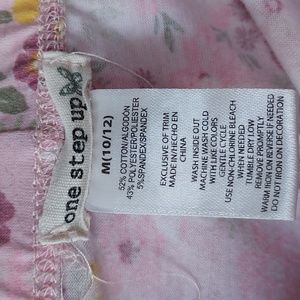 one step up
M(10/12)
52% COTTON/ALGODON
43% POLYESTER/POLIESTER
5%SPANDEX/SPANDEX
EXCLUSIVE OF TRIM
MADE IN/HECHO EN
CHINA
WASH INSIDE OUT
MACHINE WASH COLD
WITH LIKE COLORS
GENTLE CYCLE
USE NON-CHLORINE BLEACH
WHEN NEEDED
TUMBLE DRY LOW
REMOVE PROMPTLY
WARM IRON ON REVERSE IF NEEDED
DO NOT IRON ON DECORATION